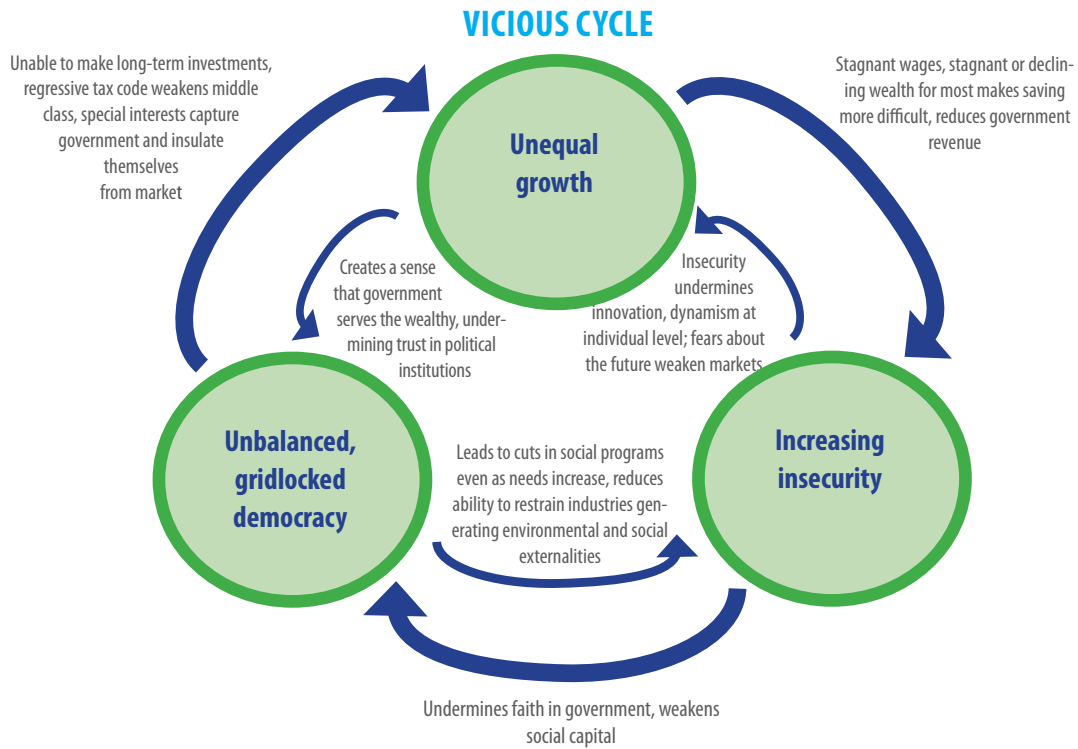 VICIOUS CYCLE
Unable to make long-term investments,
regressive tax code weakens middle
class, special interests capture
government and insulate
themselves
from market
Stagnant wages, stagnant or declin-
ing wealth for most makes saving
more difficult, reduces government
revenue
Unequal
growth
Creates a sense
that government
serves the wealthy, under-
mining trust in political
institutions
Insecurity
undermines
innovation, dynamism at
individual level; fears about
the future weaken markets
Unbalanced,
gridlocked
democracy
Leads to cuts in social programs
even as needs increase, reduces
ability to restrain industries gen-
erating environmental and social
externalities
Increasing
insecurity
Undermines faith in government, weakens
social capital